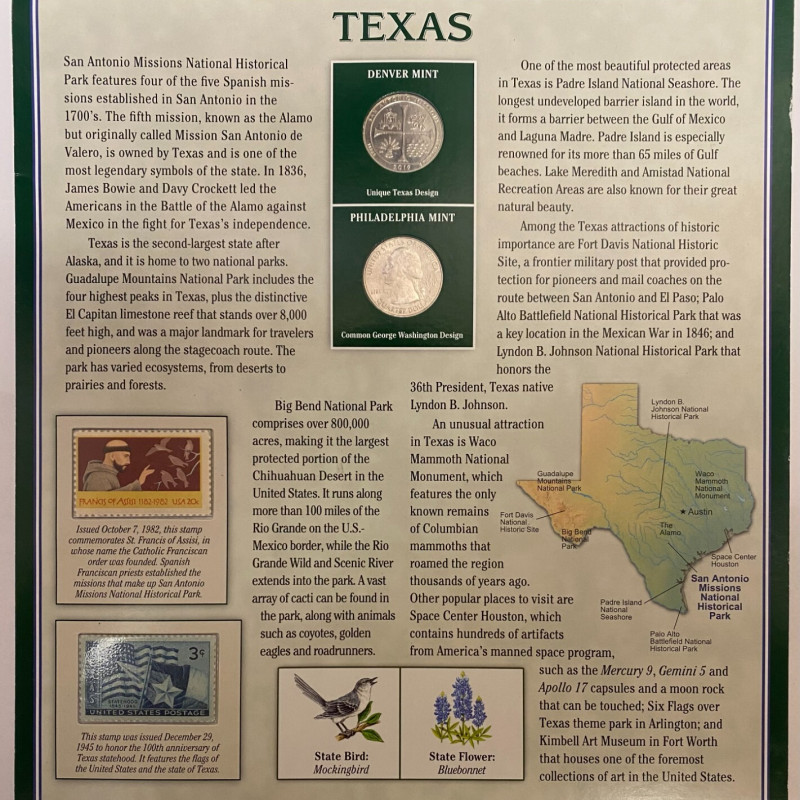 TEXAS
San Antonio Missions National Historical
Park features four of the five Spanish mis-
sions established in San Antonio in the
1700's. The fifth mission, known as the Alamo
but originally called Mission San Antonio de
Valero, is owned by Texas and is one of the
most legendary symbols of the state. In 1836,
James Bowie and Davy Crockett led the
Americans in the Battle of the Alamo against
Mexico in the fight for Texas's independence.
Texas is the second-largest state after
Alaska, and it is home to two national parks.
Guadalupe Mountains National Park includes the
four highest peaks in Texas, plus the distinctive
El Capitan limestone reef that stands over 8,000
feet high, and was a major landmark for travelers
and pioneers along the stagecoach route. The
park has varied ecosystems, from deserts to
prairies and forests.
DENVER MINT
2019
Unique Texas Design
PHILADELPHIA MINT
Common George Washington Design
Big Bend National Park
comprises over 800,000
acres, making it the largest
protected portion of the
Chihuahuan Desert in the
United States. It runs along
more than 100 miles of the
Rio Grande on the U.S.-
Mexico border, while the Rio
Grande Wild and Scenic River
extends into the park. A vast
array of cacti can be found in
the park, along with animals
such as coyotes, golden
eagles and roadrunners.
One of the most beautiful protected areas
in Texas is Padre Island National Seashore. The
longest undeveloped barrier island in the world,
it forms a barrier between the Gulf of Mexico
and Laguna Madre. Padre Island is especially
renowned for its more than 65 miles of Gulf
beaches. Lake Meredith and Amistad National
Recreation Areas are also known for their great
natural beauty.
Among the Texas attractions of historic
importance are Fort Davis National Historic
Site, a frontier military post that provided pro-
tection for pioneers and mail coaches on the
route between San Antonio and El Paso; Palo
Alto Battlefield National Historical Park that was
a key location in the Mexican War in 1846; and
Lyndon B. Johnson National Historical Park that
honors the
36th President, Texas native
Lyndon B. Johnson.
An unusual attraction
in Texas is Waco
Mammoth National
Monument, which
features the only
known remains
of Columbian
mammoths that
roamed the region
thousands of years ago.
Other popular places to visit are
Space Center Houston, which
contains hundreds of artifacts
from America's manned space program,
such as the Mercury 9, Gemini 5 and
Apollo 17 capsules and a moon rock
that can be touched; Six Flags over
Texas theme park in Arlington; and
Kimbell Art Museum in Fort Worth
that houses one of the foremost
collections of art in the United States.
Lyndon B.
Johnson National
Historical Park
Guadalupe
Mountains
National Park
Waco
Mammoth
National
Monument
Fort Davis
National
Historic Site
Austin
Big Bend
National
Park
The
Alamo
Space Center
Houston
San Antonio
Missions
National
Historical
Park
Padre Island
National
Seashore
Palo Alto
Battlefield National
Historical Park
FRANCIS OF ASSISI 1182-1982 USA 20c
Issued October 7, 1982, this stamp
commemorates St. Francis of Assisi, in
whose name the Catholic Franciscan
order was founded. Spanish
Franciscan priests established the
missions that make up San Antonio
Missions National Historical Park.
3¢
TEXAS
STATEHOOD
1845-1945
UNITED STATES POSTAGE
This stamp was issued December 29,
1945 to honor the 100th anniversary of
Texas statehood. It features the flags of
the United States and the state of Texas.
State Bird:
Mockingbird
State Flower:
Bluebonnet